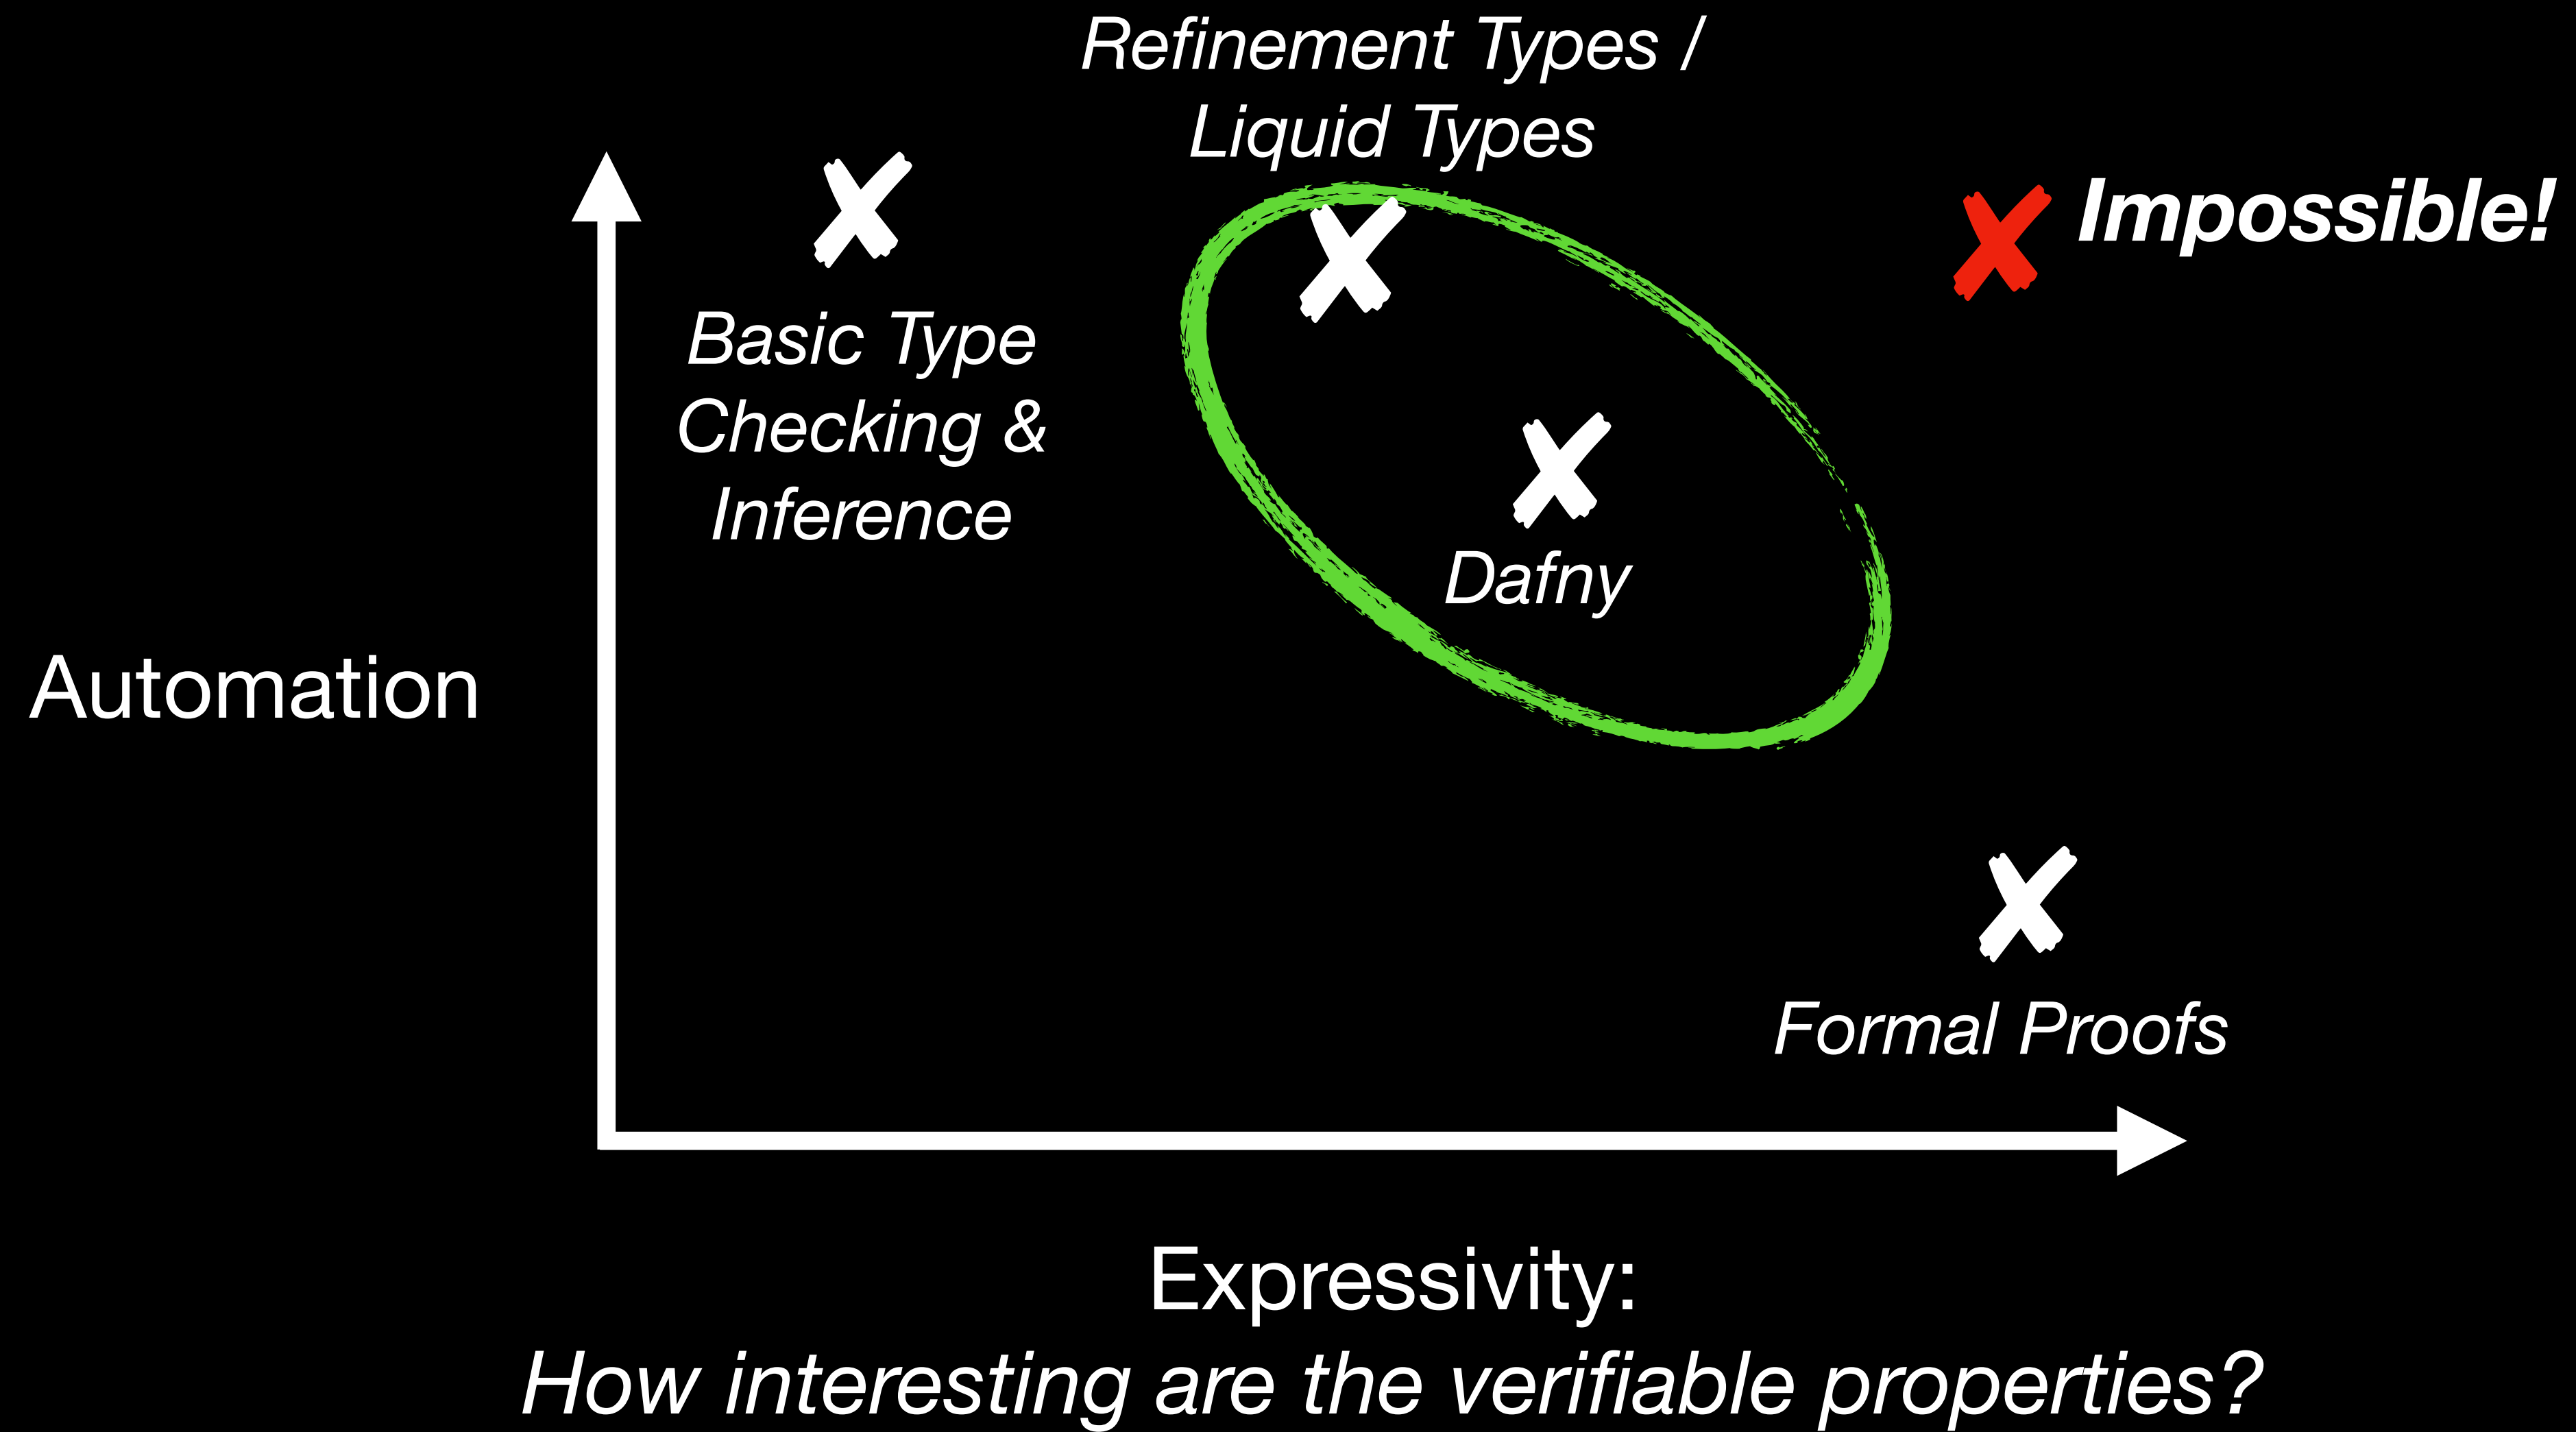 Refinement Types /
Liquid Types
Impossible!
Basic Type
Checking &
Inference
Dafny
Automation
Formal Proofs
Expressivity:
How interesting are the verifiable properties?